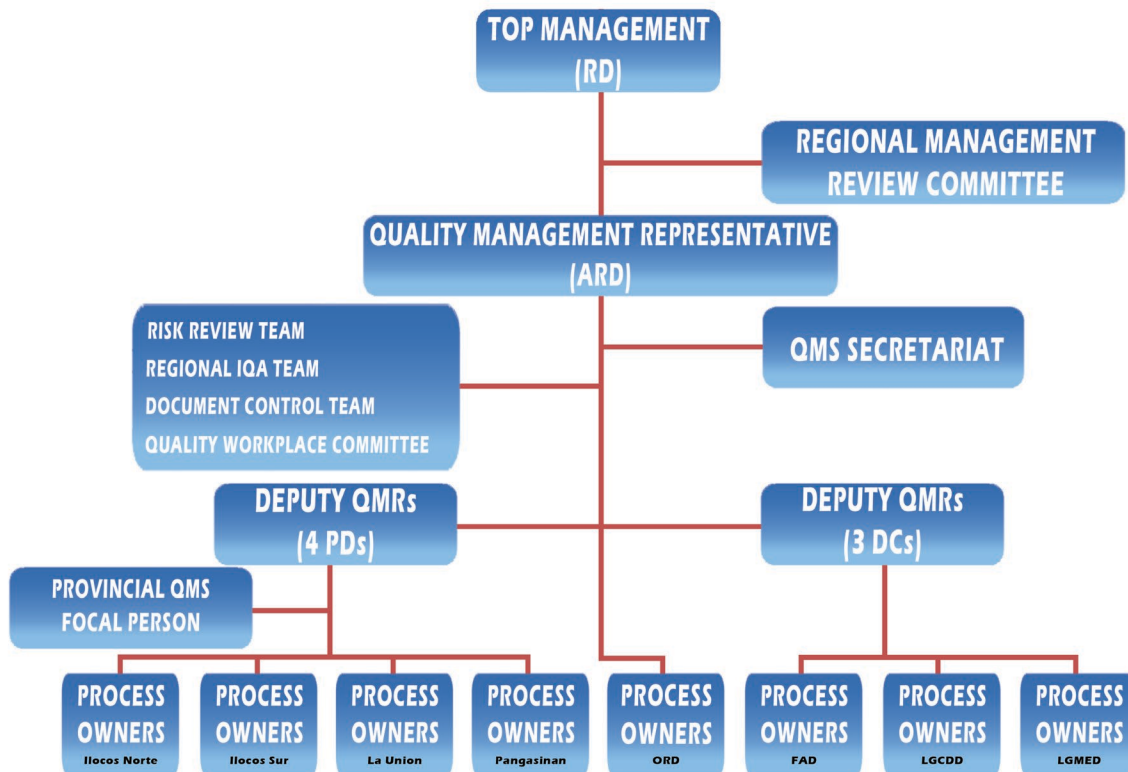 TOP MANAGEMENT
(RD)
REGIONAL MANAGEMENT
REVIEW COMMITTEE
QUALITY MANAGEMENT REPRESENTATIVE
(ARD)
RISK REVIEW TEAM
REGIONAL IQA TEAM
DOCUMENT CONTROL TEAM
QUALITY WORKPLACE COMMITTEE
QMS SECRETARIAT
DEPUTY QMRs
(4 PDs)
DEPUTY QMRs
(3 DCs)
PROVINCIAL QMS
FOCAL PERSON
PROCESS
OWNERS
Ilocos Norte
PROCESS
OWNERS
Ilocos Sur
PROCESS
OWNERS
La Union
PROCESS
OWNERS
Pangasinan
PROCESS
OWNERS
ORD
PROCESS
OWNERS
FAD
PROCESS
OWNERS
LGCDD
PROCESS
OWNERS
LGMED